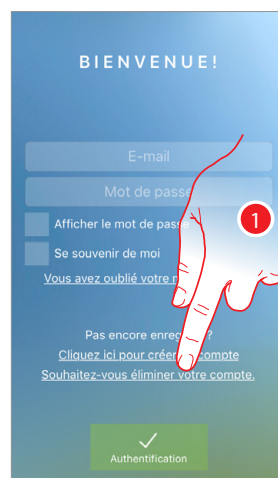 BIENVENUE!
E-mail
Mot de passe
Afficher le mot de passe
1
Se souvenir de moi
Vous avez oublié votre
Pas encore ?
Cliquez ici pour créer compte
Souhaitez-vous éliminer votre compte.
Authentification